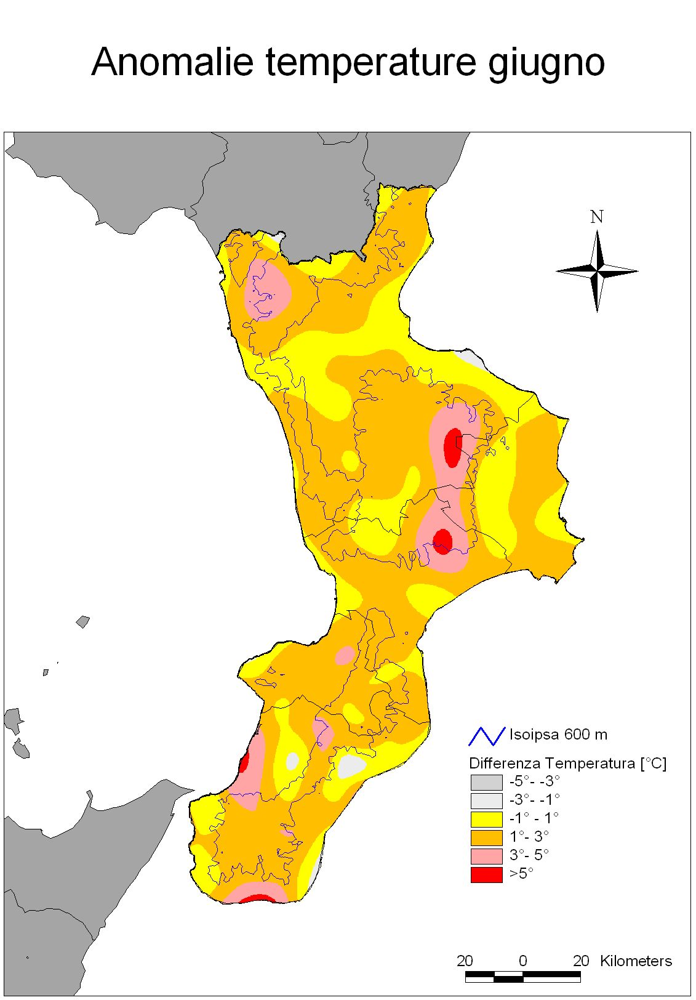 Anomalie temperature giugno
N
Isoipsa 600 m
Differenza Temperatura [°C]
-5°- -3°
-3°- -1°
-1° - 1°
1°- 3°
3°- 5°
>5°
20 0 20 Kilometers